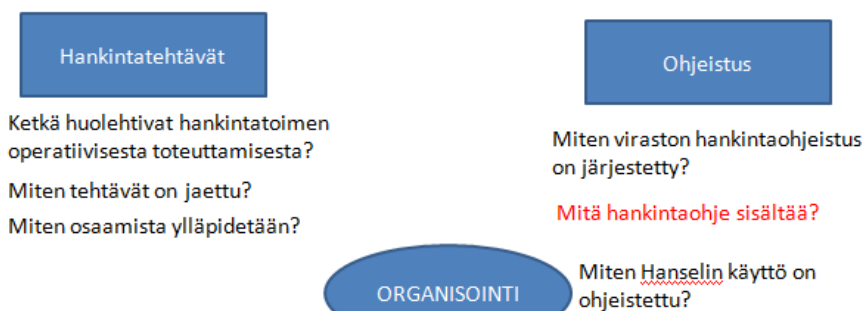 Hankintatehtävät
Ketkä huolehtivat hankintatoimen
operatiivisesta toteuttamisesta?
Miten tehtävät on jaettu?
Miten osaamista ylläpidetään?
Ohjeistus
Miten viraston hankintaohjeistus
on järjestetty?
Mitä hankintaohje sisältää?
Miten Hanselin käyttö on
ohjeistettu?
ORGANISOINTI